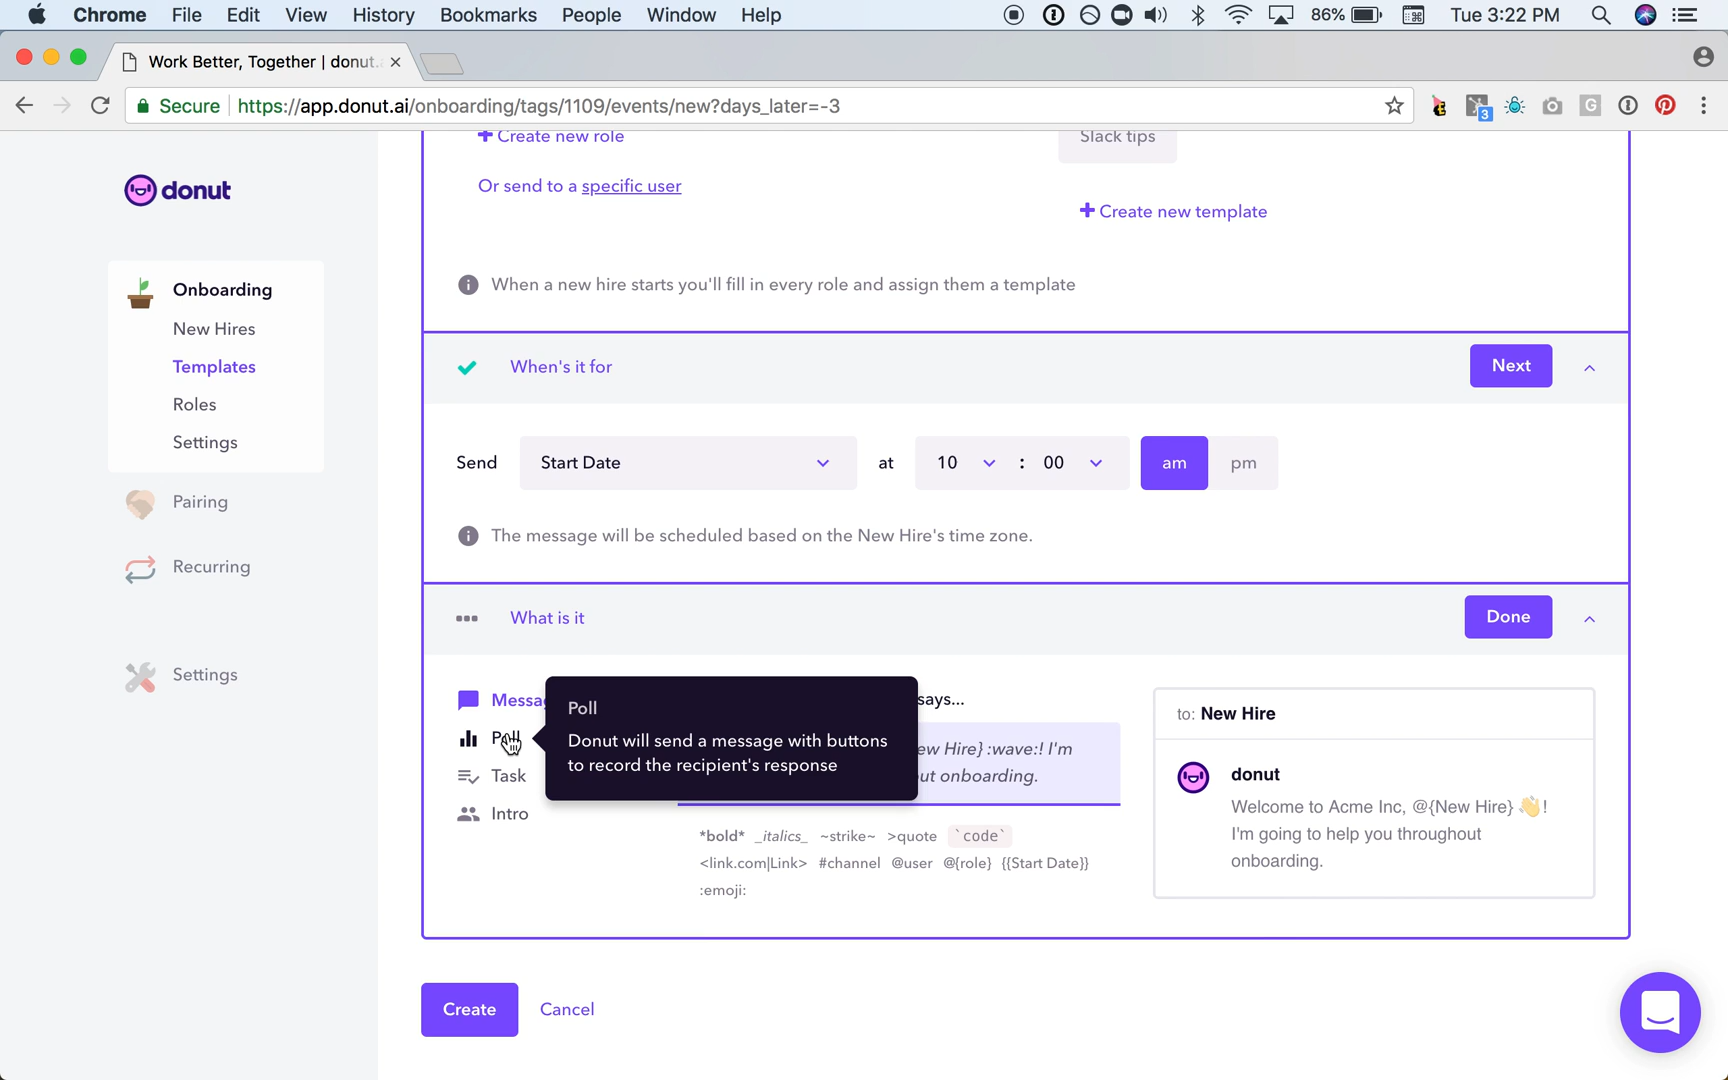 Chrome File Edit View History Bookmarks People Window Help 86% Tue 3:22 PM
Work Better, Together | donut.
Secure https://app.donut.ai/onboarding/tags/1109/events/new?days_later=-3
3
G
donut
Onboarding
New Hires
Templates
Roles
Settings
Pairing
Recurring
Settings
Create new role
Slack tips
Or send to a specific user
Create new template
When a new hire starts you'll fill in every role and assign them a template
When's it for
Next
Send Start Date at 10 : 00 am pm
The message will be scheduled based on the New Hire's time zone.
What is it
Done
Messag
Poll
Task
Intro
Poll
Donut will send a message with buttons
to record the recipient's response
says...
ew Hire} :wave:! I'm
ut onboarding.
*bold* _italics_ ~strike~ >quote `code`
<link.com|Link> #channel @user @{role} {{Start Date}}
:emoji:
to: New Hire
donut
Welcome to Acme Inc, @{New Hire} 👋!
I'm going to help you throughout
onboarding.
Create Cancel